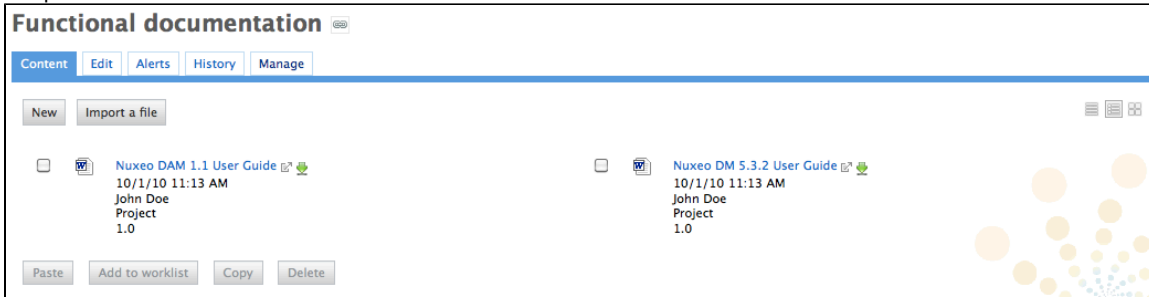 Functional documentation
Content Edit Alerts History Manage
New Import a file
Nuxeo DAM 1.1 User Guide
10/1/10 11:13 AM
John Doe
Project
1.0
Nuxeo DM 5.3.2 User Guide
10/1/10 11:13 AM
John Doe
Project
1.0
Paste Add to worklist Copy Delete